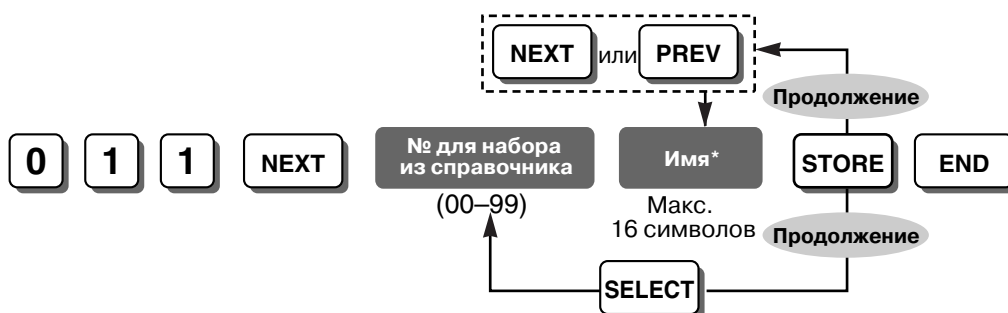 NEXT или PREV
Продолжение
0 1 1 NEXT № для набора из справочника Имя* STORE END
(00–99)
Макс.
16 символов
Продолжение
SELECT